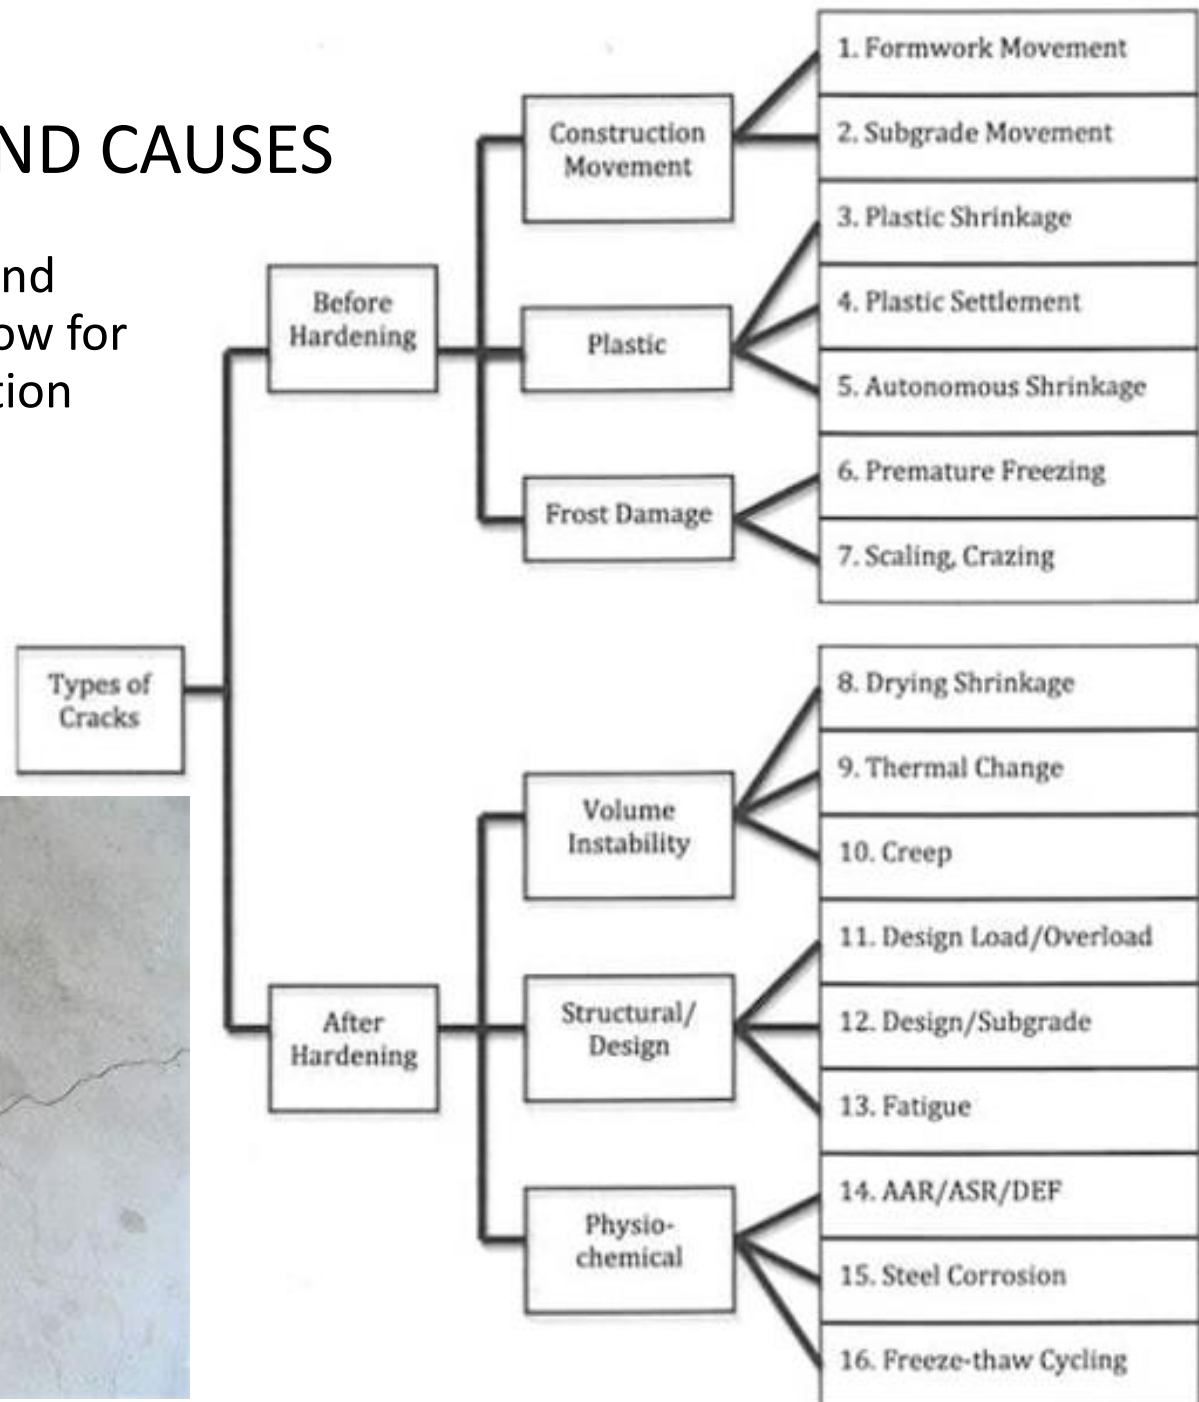 ND CAUSES
nd
ow for
tion
Types of
Cracks
Before
Hardening
Construction
Movement
1. Formwork Movement
2. Subgrade Movement
Plastic
3. Plastic Shrinkage
4. Plastic Settlement
5. Autonomous Shrinkage
Frost Damage
6. Premature Freezing
7. Scaling, Crazing
After
Hardening
Volume
Instability
8. Drying Shrinkage
9. Thermal Change
10. Creep
Structural/
Design
11. Design Load/Overload
12. Design/Subgrade
13. Fatigue
Physio-
chemical
14. AAR/ASR/DEF
15. Steel Corrosion
16. Freeze-thaw Cycling